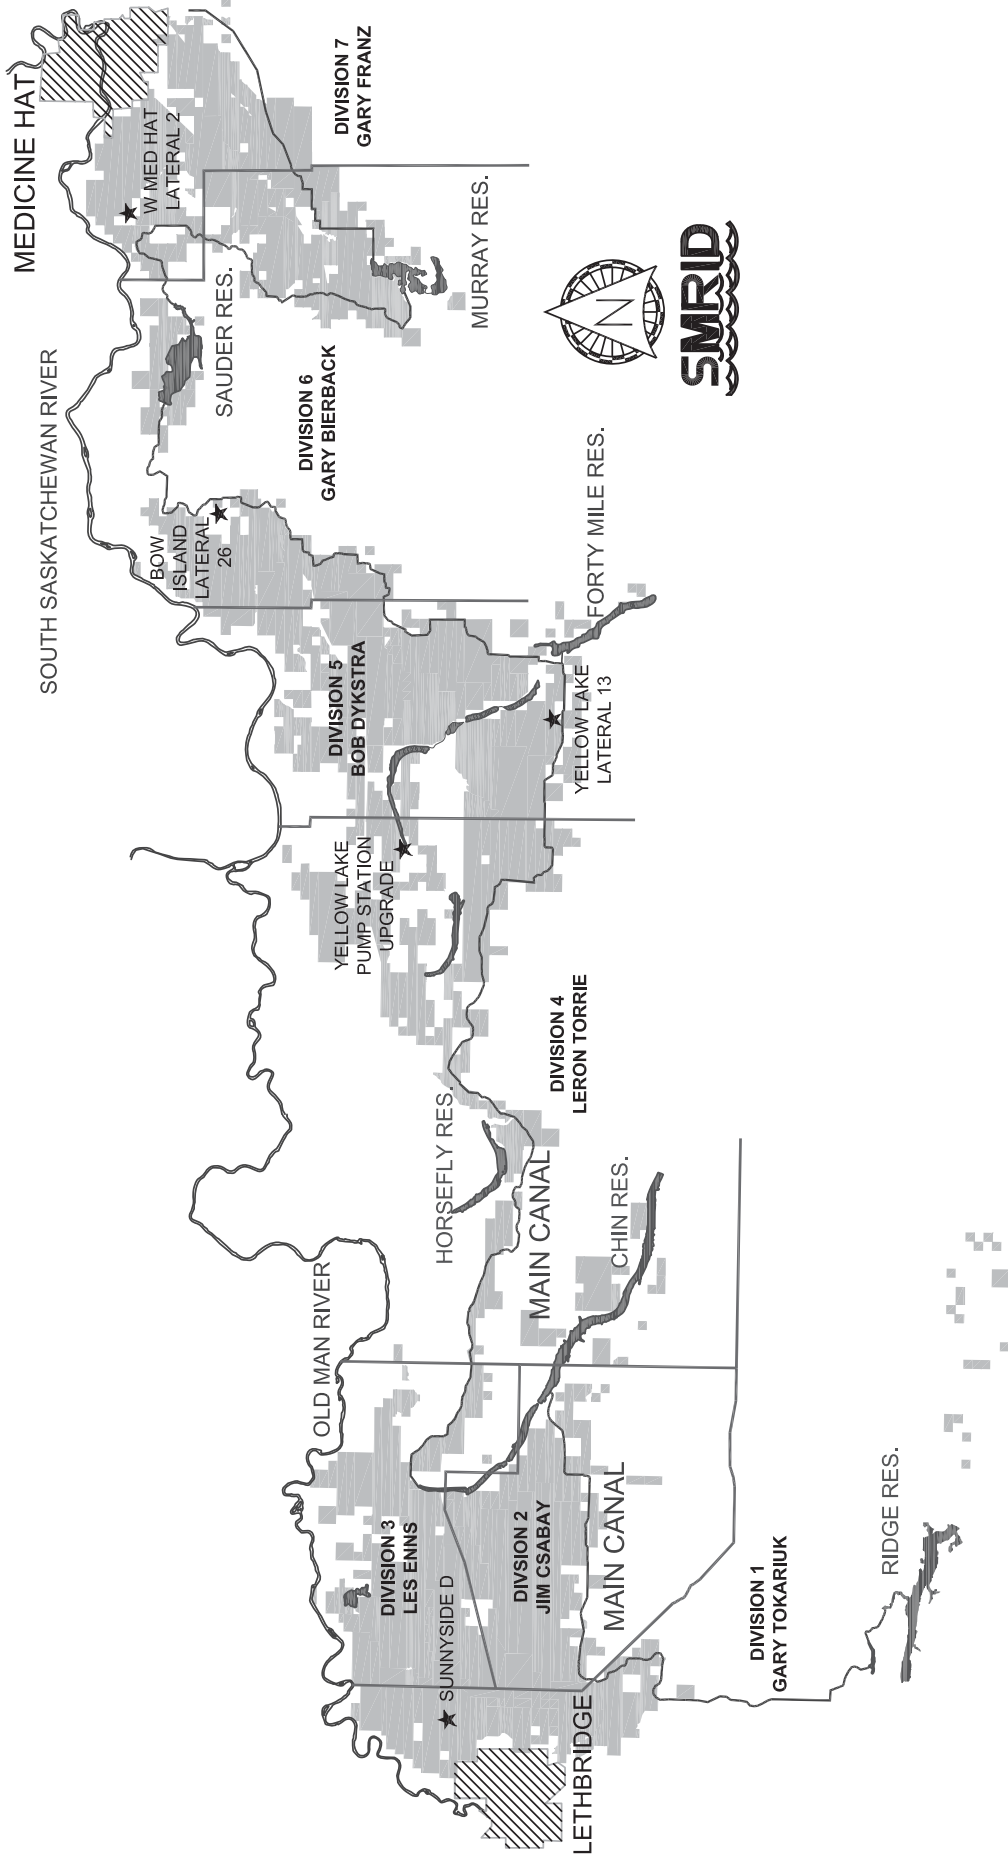 MEDICINE HAT
W MED HAT
LATERAL 2
DIVISION 7
GARY FRANZ
MURRAY RES.
SAUDER RES.
SOUTH SASKATCHEWAN RIVER
DIVISION 6
GARY BIERBACK
N
SMRID
BOW
ISLAND
LATERAL
26
FORTY MILE RES.
DIVISION 5
BOB DYKSTRA
YELLOW LAKE
LATERAL 13
YELLOW LAKE
PUMP STATION
UPGRADE
DIVISION 4
LERON TORRIE
HORSEFLY RES.
MAIN CANAL
CHIN RES.
OLD MAN RIVER
DIVISION 3
LES ENNS
DIVSION 2
JIM CSABAY
MAIN CANAL
SUNNYSIDE D
RIDGE RES.
DIVISION 1
GARY TOKARIUK
LETHBRIDGE